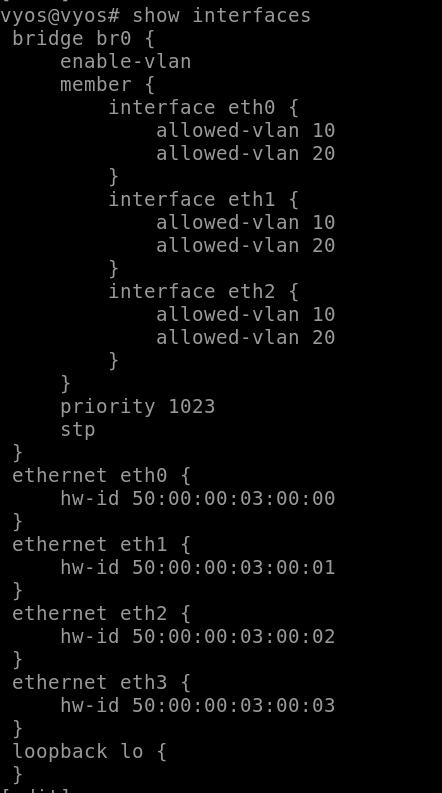 vyos@vyos# show interfaces
 bridge br0 {
     enable-vlan
     member {
         interface eth0 {
             allowed-vlan 10
             allowed-vlan 20
         }
         interface eth1 {
             allowed-vlan 10
             allowed-vlan 20
         }
         interface eth2 {
             allowed-vlan 10
             allowed-vlan 20
         }
     }
     priority 1023
     stp
 }
 ethernet eth0 {
     hw-id 50:00:00:03:00:00
 }
 ethernet eth1 {
     hw-id 50:00:00:03:00:01
 }
 ethernet eth2 {
     hw-id 50:00:00:03:00:02
 }
 ethernet eth3 {
     hw-id 50:00:00:03:00:03
 }
 loopback lo {
 }
[edit]